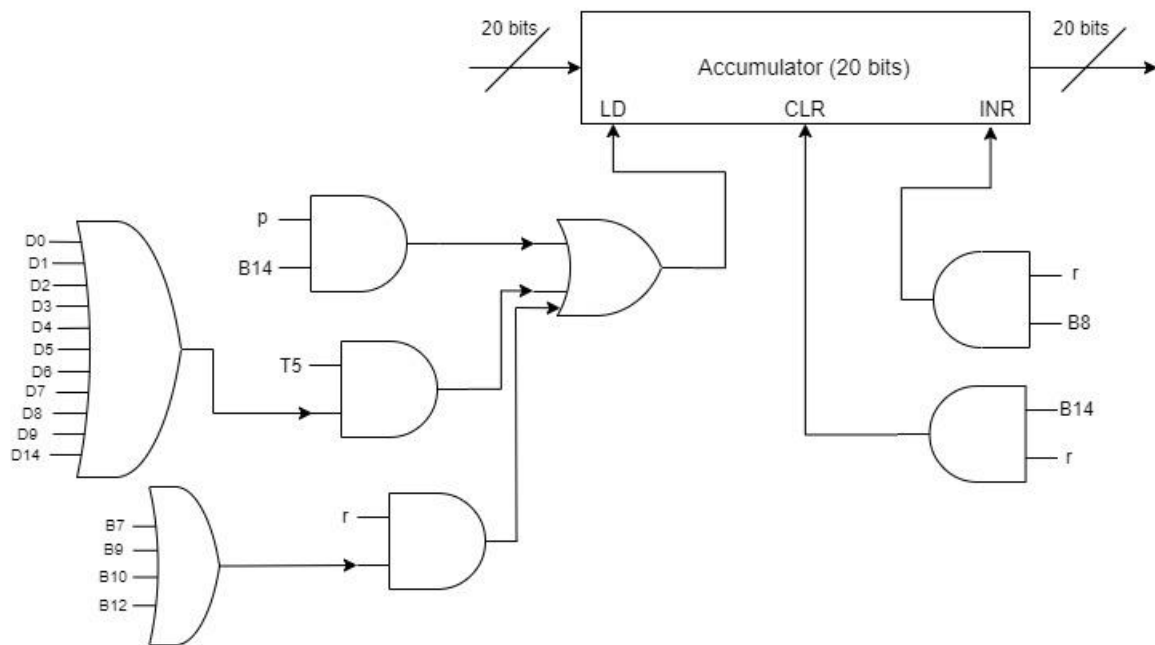 20 bits
20 bits
Accumulator (20 bits)
LD
CLR
INR
p
B14
D0
D1
D2
D3
D4
D5
D6
D7
D8
D9
D14
T5
r
B8
B14
r
r
B7
B9
B10
B12